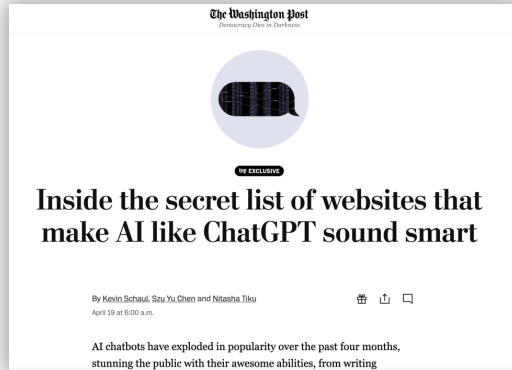 The Washington Post
Democracy Dies in Darkness
wp EXCLUSIVE
Inside the secret list of websites that
make AI like ChatGPT sound smart
By Kevin Schaul, Szu Yu Chen and Nitasha Tiku
April 19 at 6:00 a.m.
AI chatbots have exploded in popularity over the past four months,
stunning the public with their awesome abilities, from writing